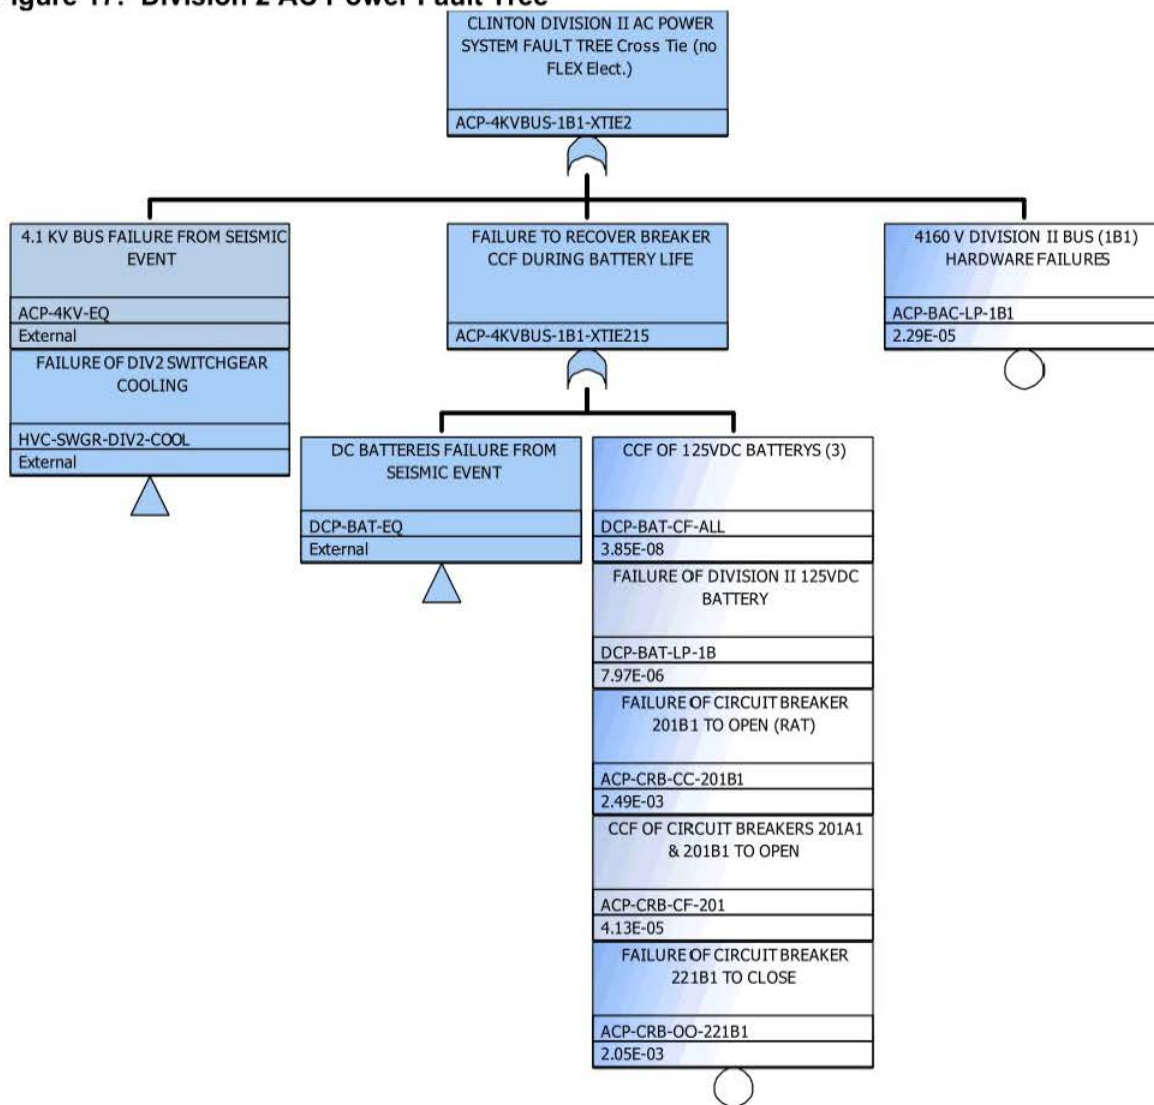 igure 17: Division 2 AC Power Fault Tree
CLINTON DIVISION II AC POWER
SYSTEM FAULT TREE Cross Tie (no
FLEX Elect.)
ACP-4KVBUS-1B1-XTIE2
4.1 KV BUS FAILURE FROM SEISMIC
EVENT
ACP-4KV-EQ
External
FAILURE OF DIV2 SWITCHGEAR
COOLING
HVC-SWGR-DIV2-COOL
External
FAILURE TO RECOVER BREAKER
CCF DURING BATTERY LIFE
ACP-4KVBUS-1B1-XTIE215
4160 V DIVISION II BUS (1B1)
HARDWARE FAILURES
ACP-BAC-LP-1B1
2.29E-05
DC BATTEREIS FAILURE FROM
SEISMIC EVENT
DCP-BAT-EQ
External
CCF OF 125VDC BATTERYS (3)
DCP-BAT-CF-ALL
3.85E-08
FAILURE OF DIVISION II 125VDC
BATTERY
DCP-BAT-LP-1B
7.97E-06
FAILURE OF CIRCUIT BREAKER
201B1 TO OPEN (RAT)
ACP-CRB-CC-201B1
2.49E-03
CCF OF CIRCUIT BREAKERS 201A1
& 201B1 TO OPEN
ACP-CRB-CF-201
4.13E-05
FAILURE OF CIRCUIT BREAKER
221B1 TO CLOSE
ACP-CRB-OO-221B1
2.05E-03